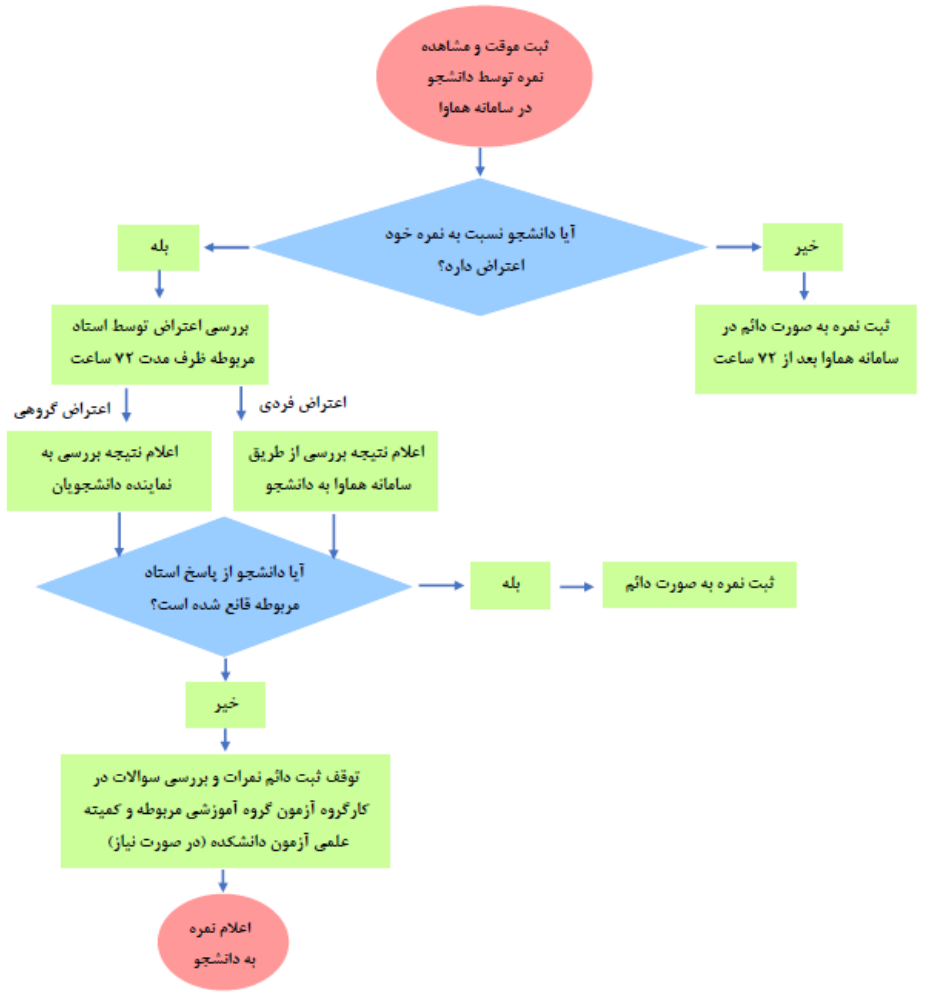 ثبت موقت و مشاهده
نمره توسط دانشجو
در سامانه هماوا
آیا دانشجو نسبت به نمره خود
اعتراض دارد؟
خیر
بله
ثبت نمره به صورت دائم در
سامانه هماوا بعد از ۷۲ ساعت
بررسی اعتراض توسط استاد
مربوطه ظرف مدت ۷۲ ساعت
اعتراض فردی
اعتراض گروهی
اعلام نتیجه بررسی از طریق
سامانه هماوا به دانشجو
اعلام نتیجه بررسی به
نماینده دانشجویان
آیا دانشجو از پاسخ استاد
مربوطه قانع شده است؟
بله
ثبت نمره به صورت دائم
خیر
توقف ثبت دائم نمرات و بررسی سوالات در
کارگروه آزمون گروه آموزشی مربوطه و کمیته
علمی آزمون دانشکده (در صورت نیاز)
اعلام نمره
به دانشجو